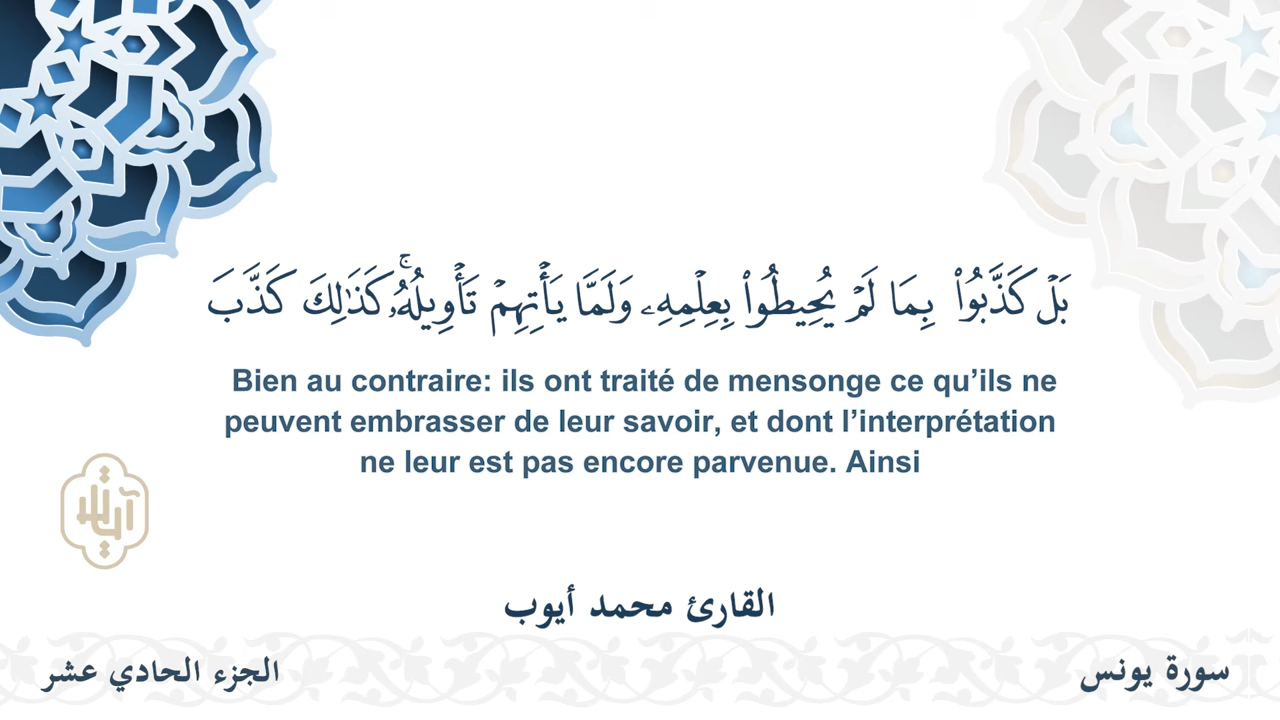 بَلۡ كَذَّبُواْ بِمَا لَمۡ يُحِيطُواْ بِعِلۡمِهِۦ وَلَمَّا يَأۡتِهِمۡ تَأۡوِيلُهُۥۚ كَذَٰلِكَ كَذَّبَ
Bien au contraire: ils ont traité de mensonge ce qu’ils ne
peuvent embrasser de leur savoir, et dont l’interprétation
ne leur est pas encore parvenue. Ainsi
القارئ محمد أيوب
سورة يونس
الجزء الحادي عشر